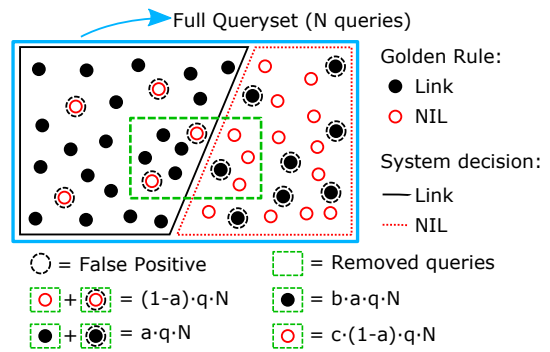 Full Queryset (N queries)
Golden Rule:
Link
NIL
System decision:
Link
NIL
= False Positive
= Removed queries
+ = (1-a)·q·N
= b·a·q·N
+ = a·q·N
= c·(1-a)·q·N